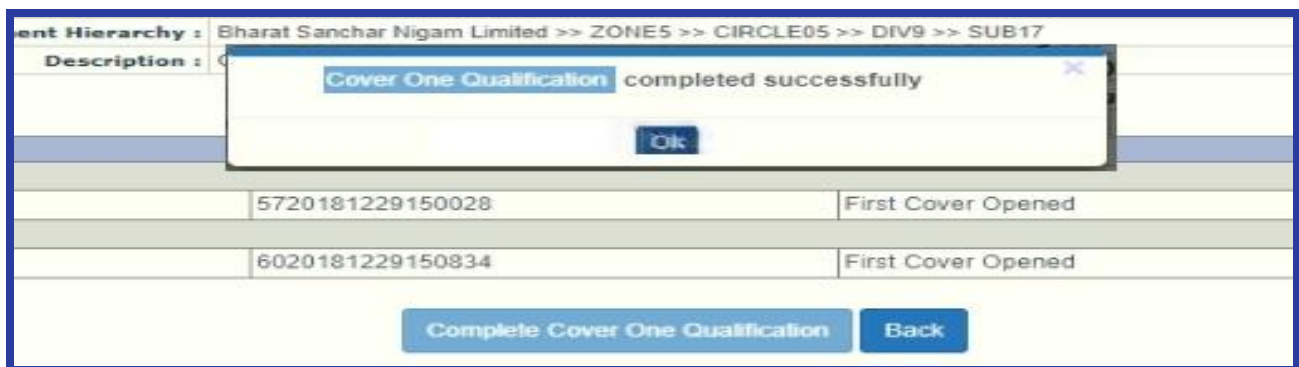 ent Hierarchy : Bharat Sanchar Nigam Limited >> ZONE5 >> CIRCLE05 >> DIV9 >> SUB17
Description :
Cover One Qualification completed successfully
×
Ok
5720181229150028 First Cover Opened
6020181229150834 First Cover Opened
Complete Cover One Qualification Back